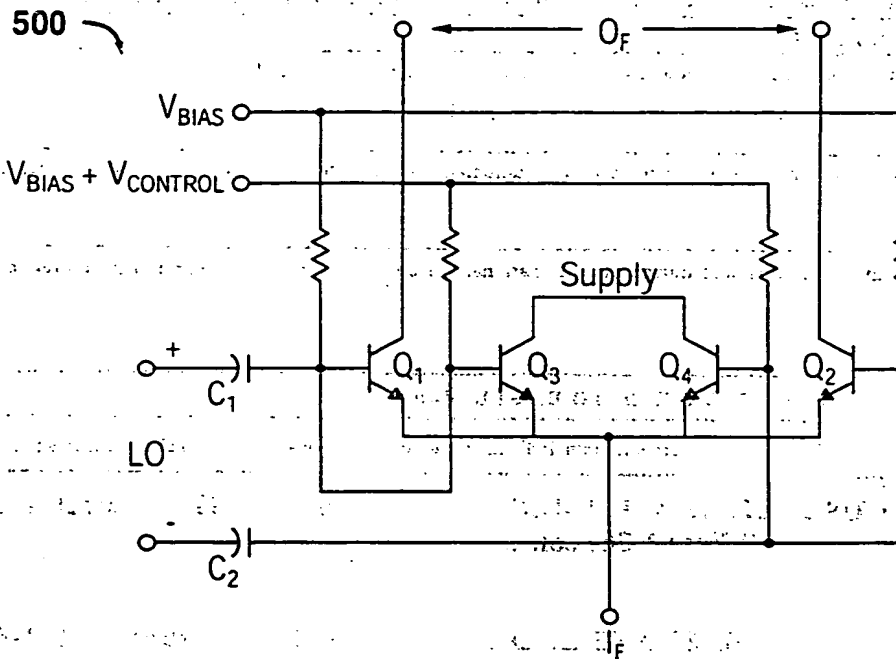 500
O_F
V_BIAS
V_BIAS + V_CONTROL
Supply
+
Q_1
Q_3
Q_4
Q_2
C_1
LO
-
C_2
I_F